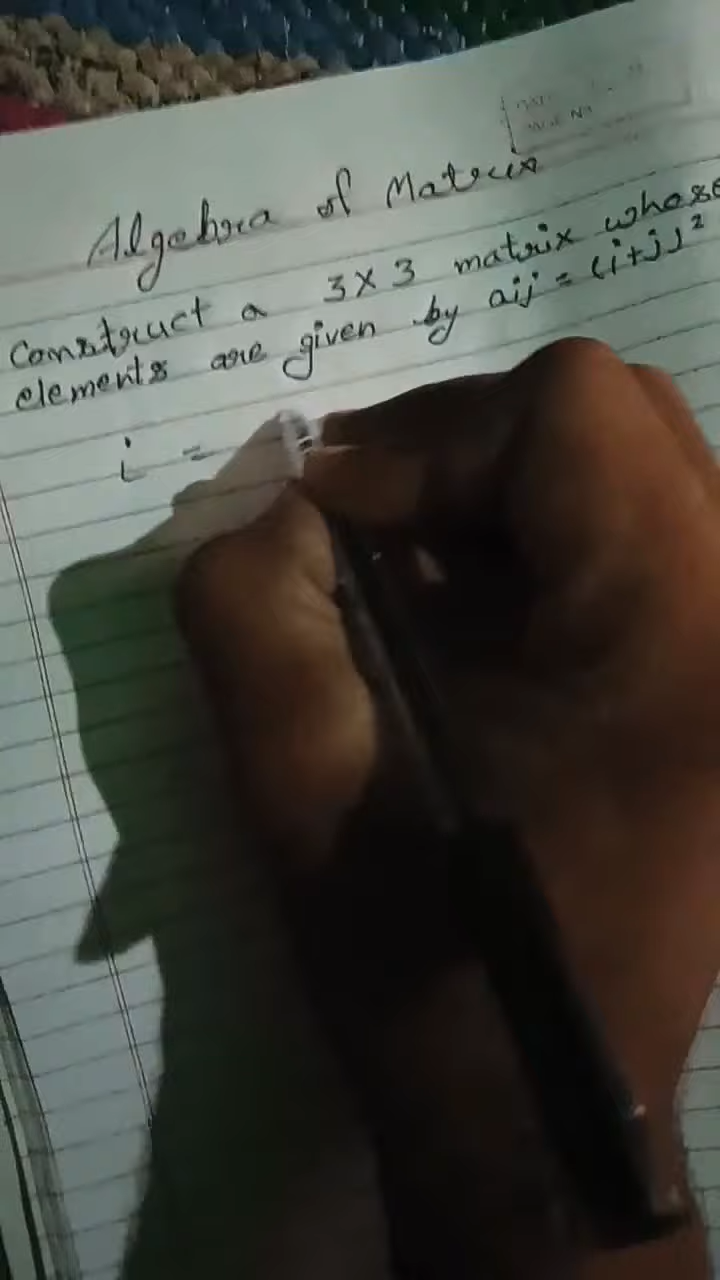 Algebra of Matrix
Construct a 3×3 matrix whose
elements are given by aij = (i+j)²
i =